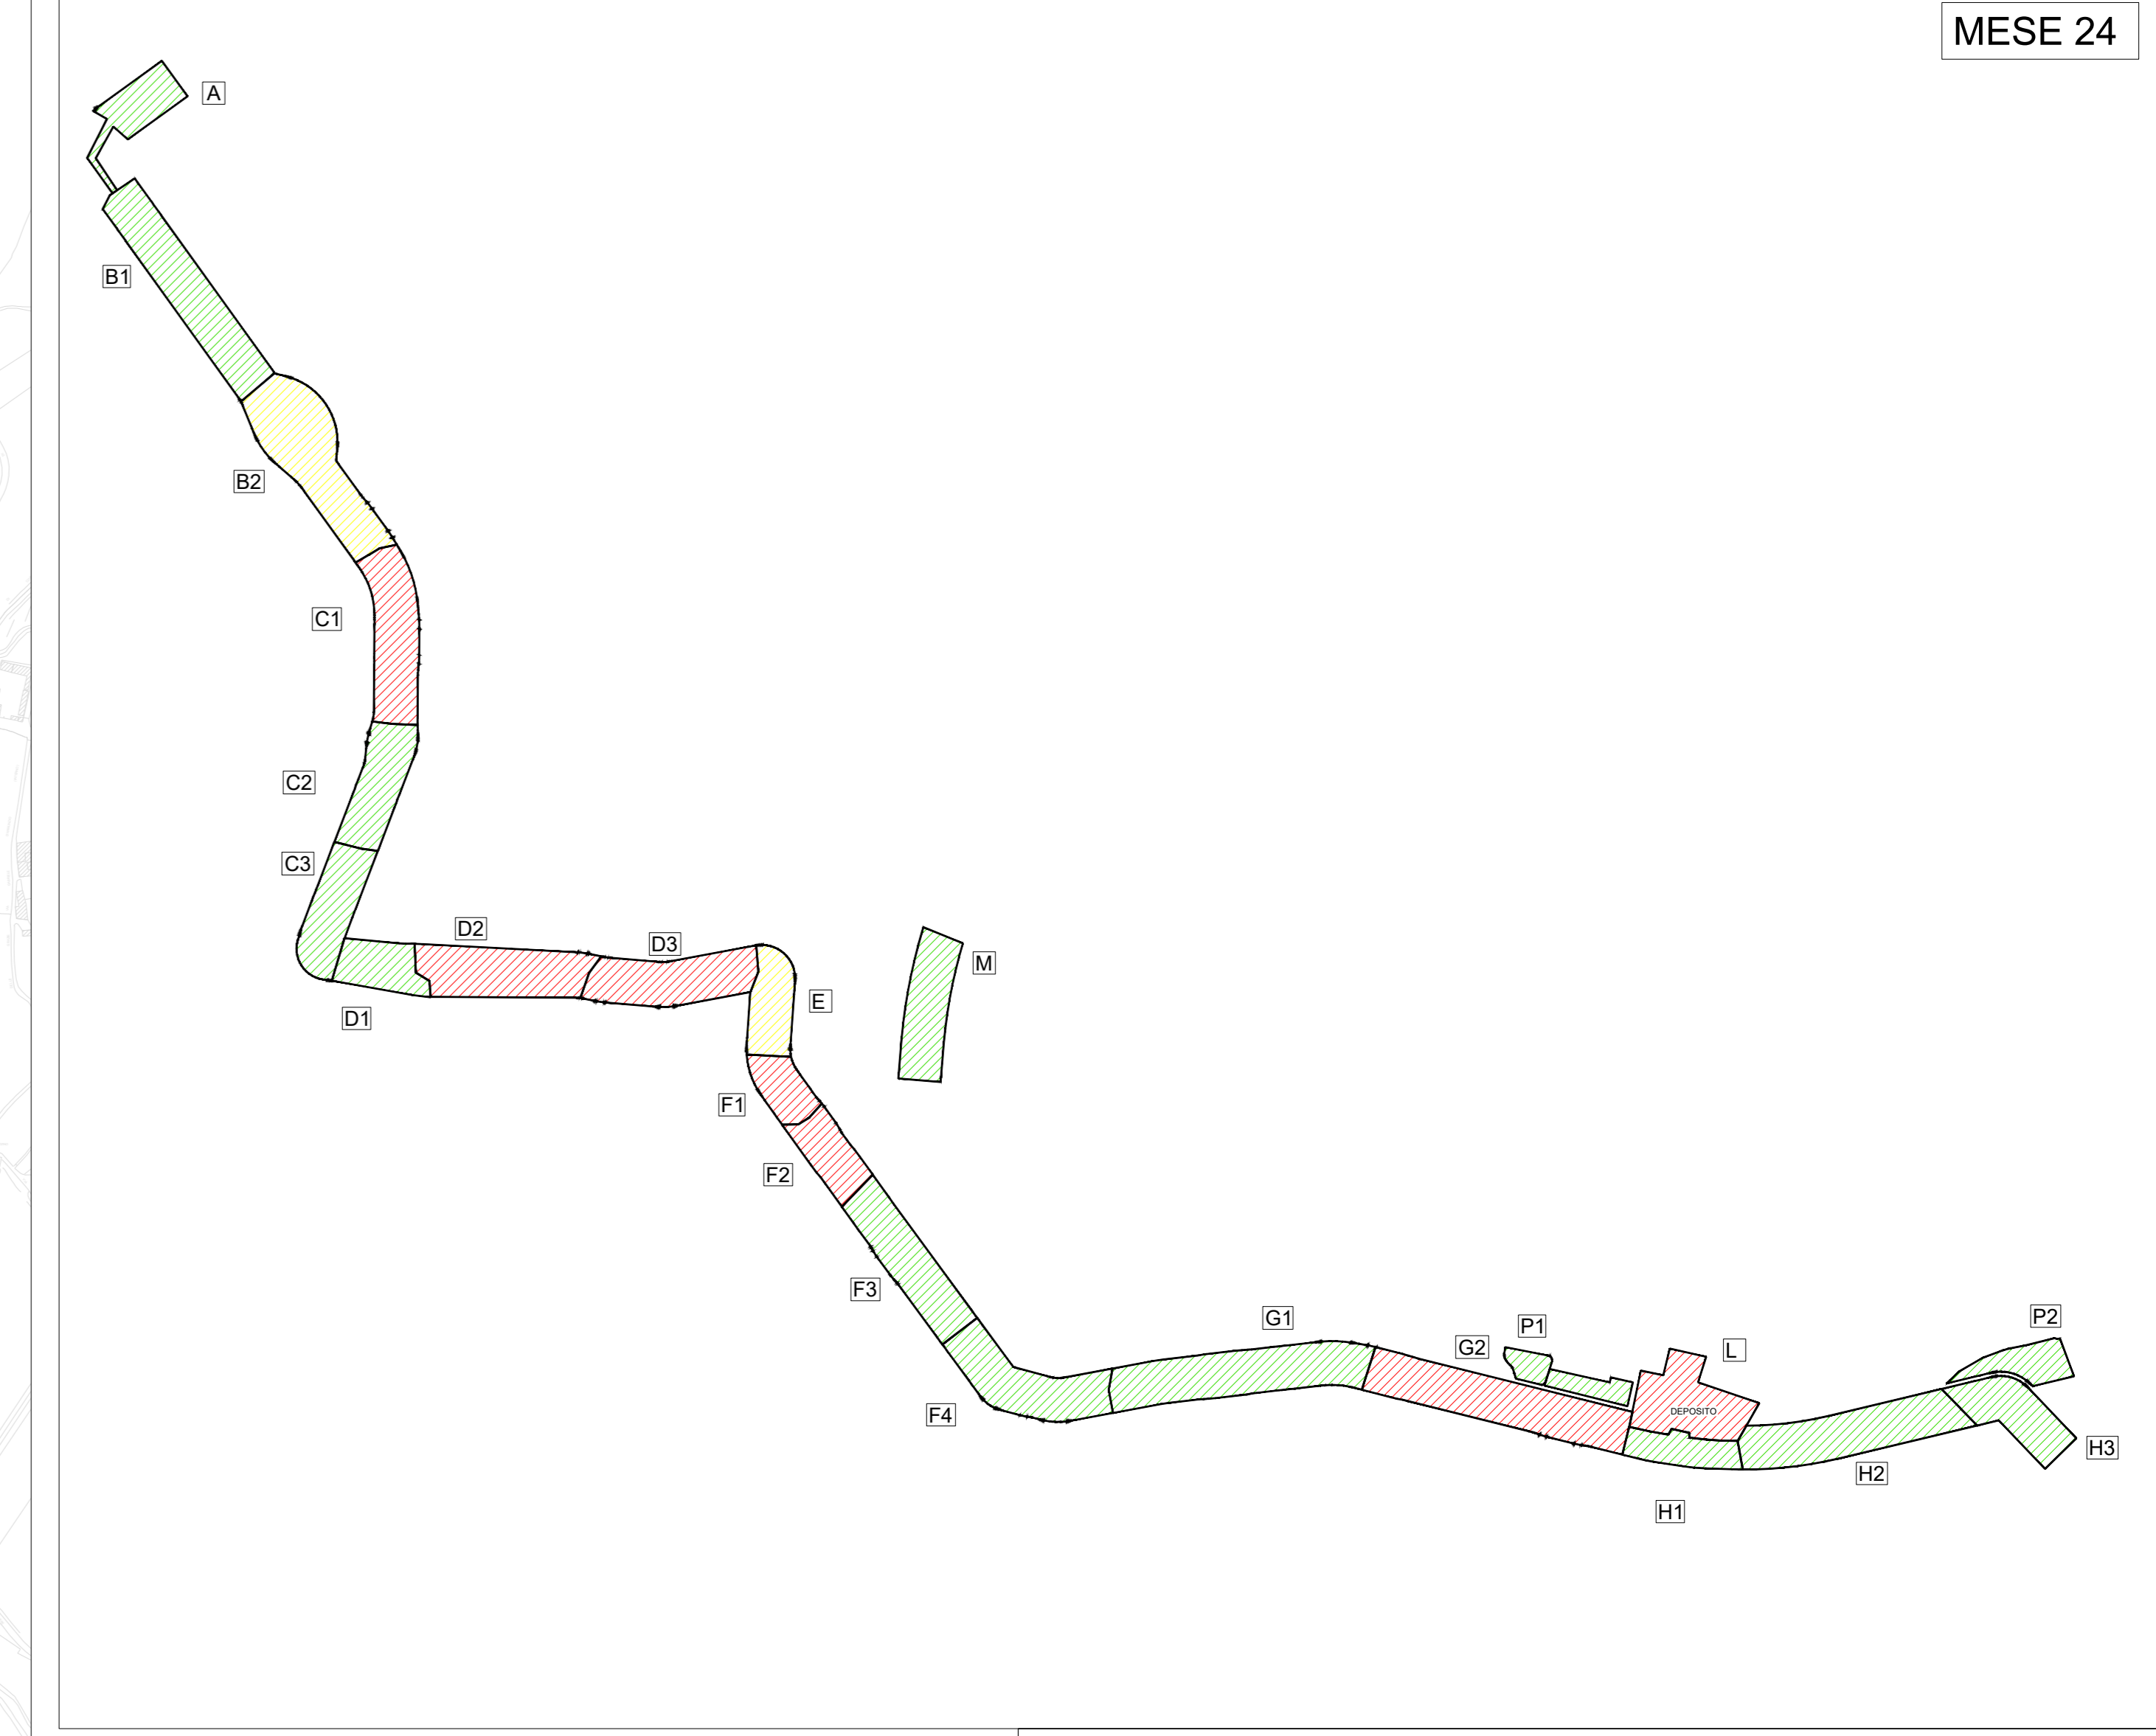 MESE 24
A
B1
B2
C1
C2
C3
D2
D3
M
E
D1
F1
F2
F3
G1
P2
P1
G2
L
DEPOSITO
F4
H3
H2
H1